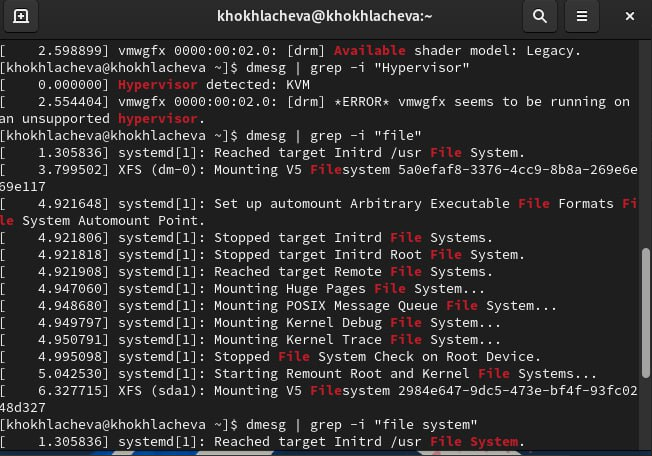 khokhlacheva@khokhlacheva:~
[    2.598899] vmwgfx 0000:00:02.0: [drm] Available shader model: Legacy.
[khokhlacheva@khokhlacheva ~]$ dmesg | grep -i "Hypervisor"
[    0.000000] Hypervisor detected: KVM
[    2.554404] vmwgfx 0000:00:02.0: [drm] *ERROR* vmwgfx seems to be running on
an unsupported hypervisor.
[khokhlacheva@khokhlacheva ~]$ dmesg | grep -i "file"
[    1.305836] systemd[1]: Reached target Initrd /usr File System.
[    3.799502] XFS (dm-0): Mounting V5 Filesystem 5a0efaf8-3376-4cc9-8b8a-269e6e
69e117
[    4.921648] systemd[1]: Set up automount Arbitrary Executable File Formats Fi
le System Automount Point.
[    4.921806] systemd[1]: Stopped target Initrd File Systems.
[    4.921818] systemd[1]: Stopped target Initrd Root File System.
[    4.921908] systemd[1]: Reached target Remote File Systems.
[    4.947060] systemd[1]: Mounting Huge Pages File System...
[    4.948680] systemd[1]: Mounting POSIX Message Queue File System...
[    4.949797] systemd[1]: Mounting Kernel Debug File System...
[    4.950791] systemd[1]: Mounting Kernel Trace File System...
[    4.995098] systemd[1]: Stopped File System Check on Root Device.
[    5.042530] systemd[1]: Starting Remount Root and Kernel File Systems...
[    6.327715] XFS (sda1): Mounting V5 Filesystem 2984e647-9dc5-473e-bf4f-93fc02
48d327
[khokhlacheva@khokhlacheva ~]$ dmesg | grep -i "file system"
[    1.305836] systemd[1]: Reached target Initrd /usr File System.